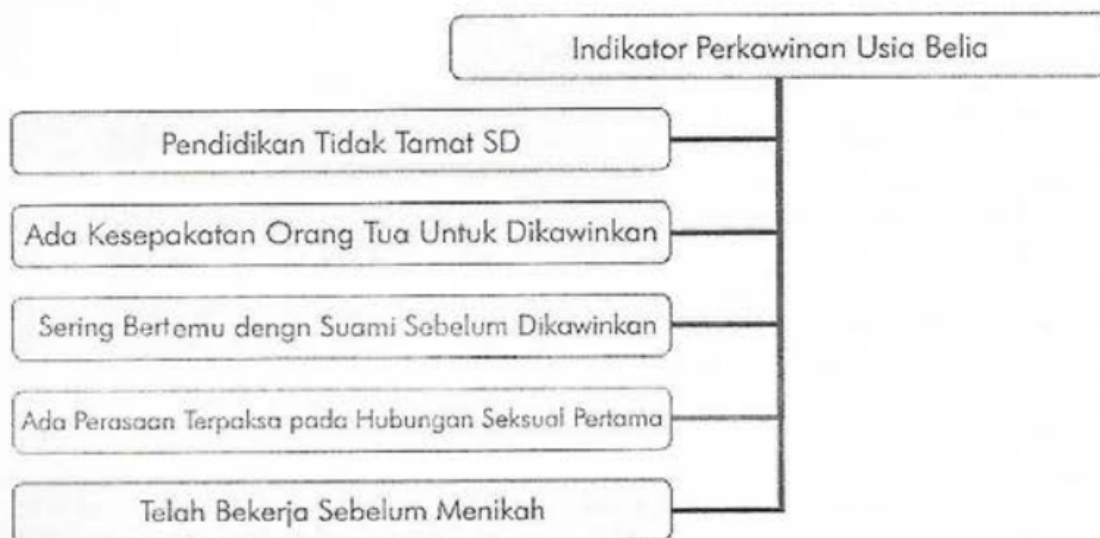 Indikator Perkawinan Usia Belia
Pendidikan Tidak Tamat SD
Ada Kesepakatan Orang Tua Untuk Dikawinkan
Sering Bertemu dengn Suami Sebelum Dikawinkan
Ada Perasaan Terpaksa pada Hubungan Seksual Pertama
Telah Bekerja Sebelum Menikah